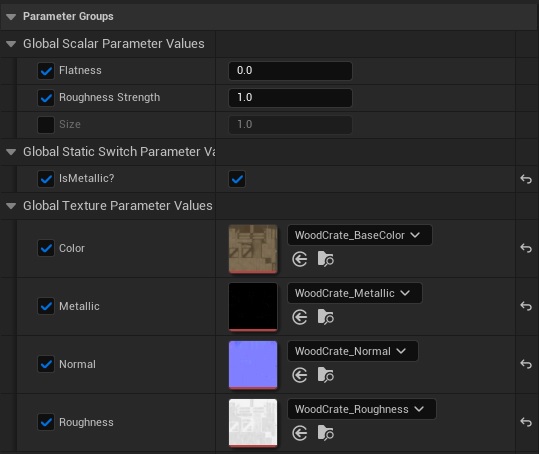 Parameter Groups
Global Scalar Parameter Values
Flatness 0.0
Roughness Strength 1.0
Size 1.0
Global Static Switch Parameter Va
IsMetallic?
Global Texture Parameter Values
Color WoodCrate_BaseColor
Metallic WoodCrate_Metallic
Normal WoodCrate_Normal
Roughness WoodCrate_Roughness